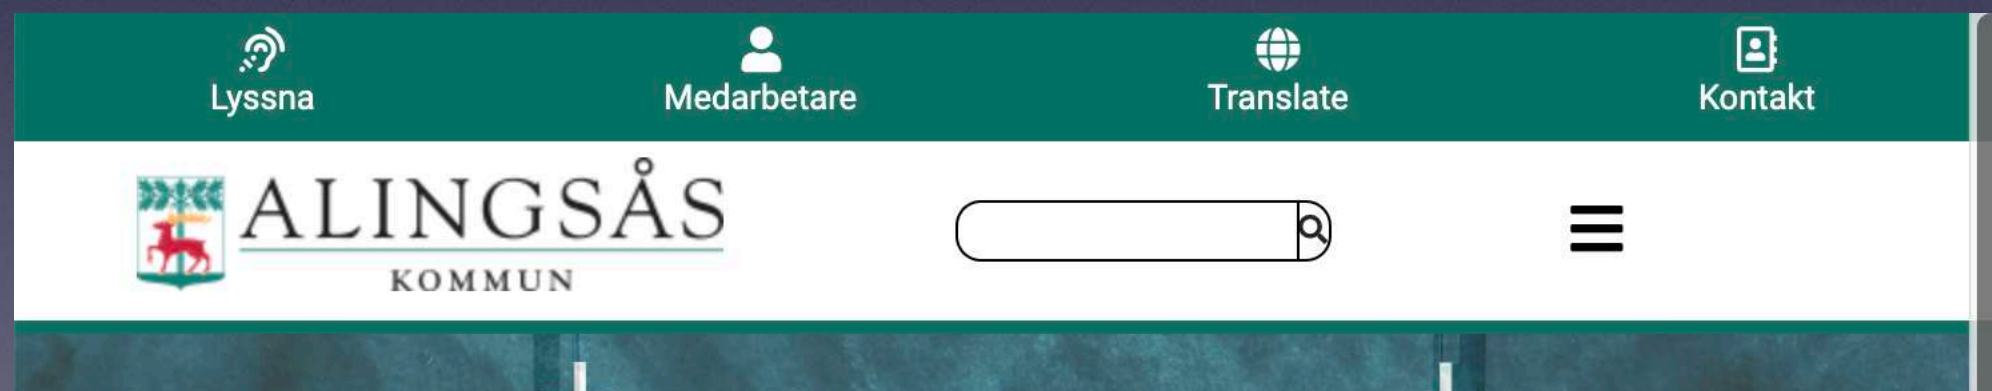 Lyssna
Medarbetare
Translate
Kontakt
ALINGSÅS
KOMMUN